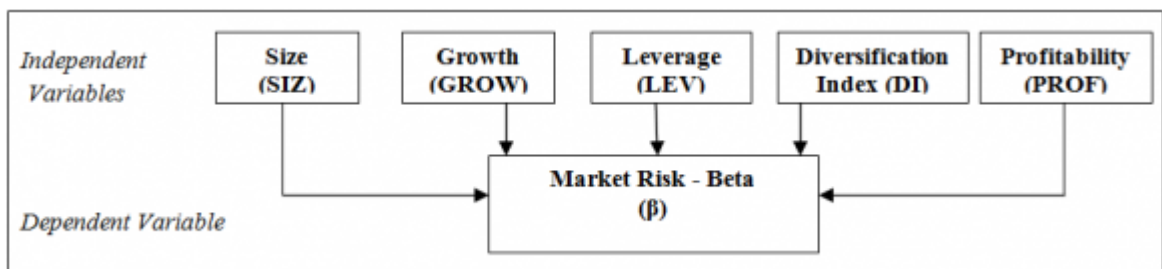 Independent
Variables
Size
(SIZ)
Growth
(GROW)
Leverage
(LEV)
Diversification
Index (DI)
Profitability
(PROF)
Market Risk - Beta
(β)
Dependent Variable